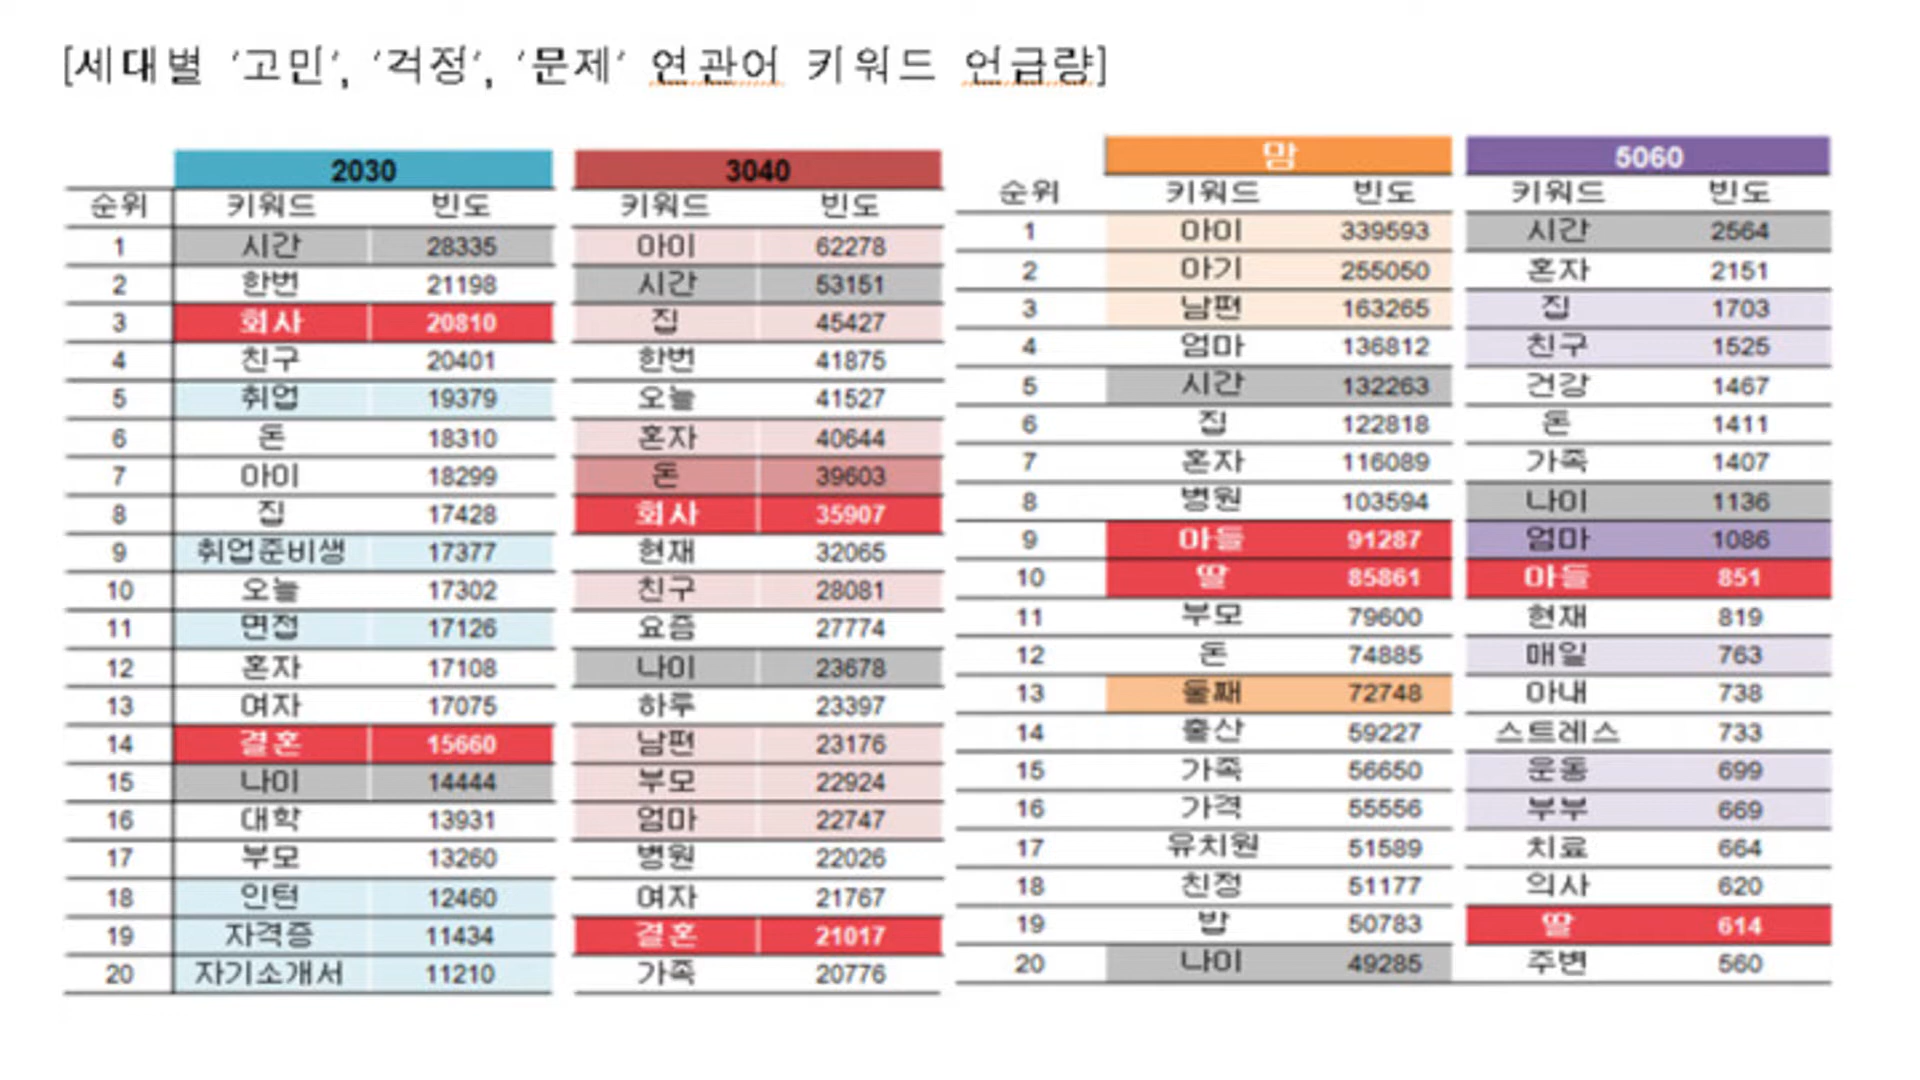 [세대별 '고민', '걱정', '문제' 연관어 키워드 언급량]
2030 3040
순위 키워드 빈도 키워드 빈도
1 시간 28335 아이 62278
2 한번 21198 시간 53151
3 회사 20810 집 45427
4 친구 20401 한번 41875
5 취업 19379 오늘 41527
6 돈 18310 혼자 40644
7 아이 18299 돈 39603
8 집 17428 회사 35907
9 취업준비생 17377 현재 32065
10 오늘 17302 친구 28081
11 면접 17126 요즘 27774
12 혼자 17108 나이 23678
13 여자 17075 하루 23397
14 결혼 15660 남편 23176
15 나이 14444 부모 22924
16 대학 13931 엄마 22747
17 부모 13260 병원 22026
18 인턴 12460 여자 21767
19 자격증 11434 결혼 21017
20 자기소개서 11210 가족 20776
맘 5060
순위 키워드 빈도 키워드 빈도
1 아이 339593 시간 2564
2 아기 255050 혼자 2151
3 남편 163265 집 1703
4 엄마 136812 친구 1525
5 시간 132263 건강 1467
6 집 122818 돈 1411
7 혼자 116089 가족 1407
8 병원 103594 나이 1136
9 아들 91287 엄마 1086
10 딸 85861 아들 851
11 부모 79600 현재 819
12 돈 74885 매일 763
13 둘째 72748 아내 738
14 출산 59227 스트레스 733
15 가족 56650 운동 699
16 가격 55556 부부 669
17 유치원 51589 치료 664
18 친정 51177 의사 620
19 밥 50783 딸 614
20 나이 49285 주변 560